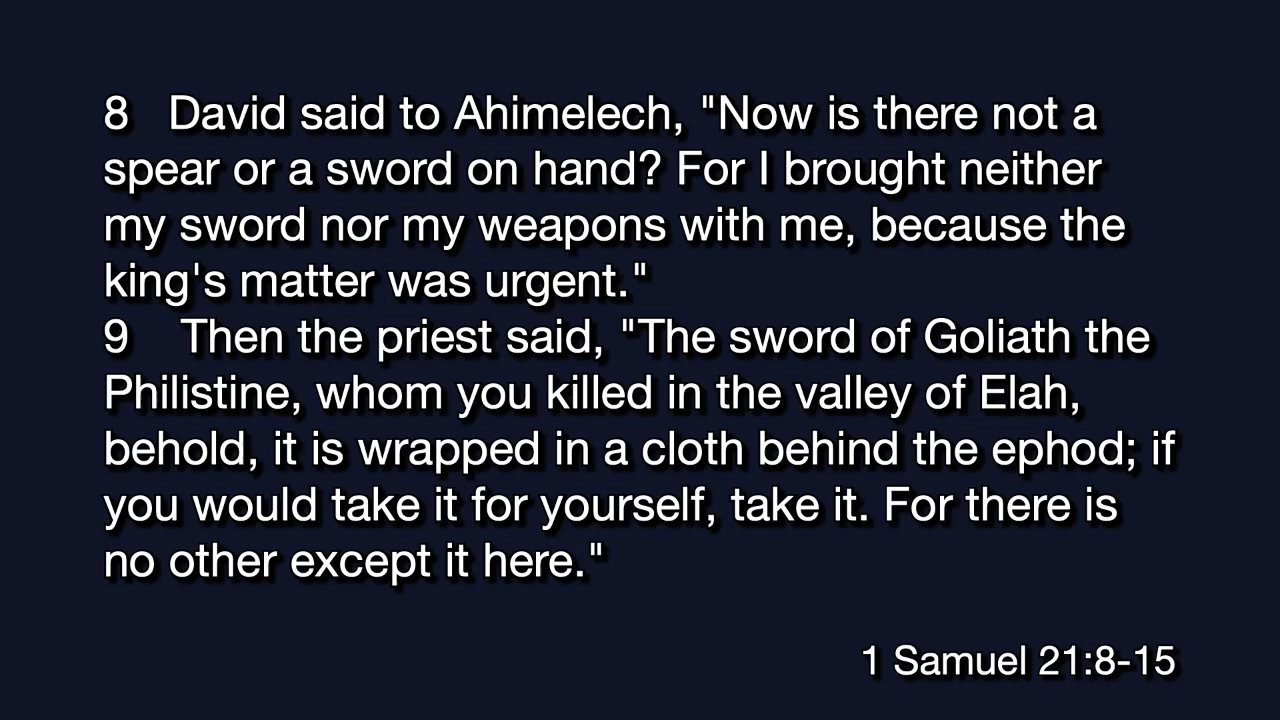 8 David said to Ahimelech, "Now is there not a
spear or a sword on hand? For I brought neither
my sword nor my weapons with me, because the
king's matter was urgent."
9 Then the priest said, "The sword of Goliath the
Philistine, whom you killed in the valley of Elah,
behold, it is wrapped in a cloth behind the ephod; if
you would take it for yourself, take it. For there is
no other except it here."
1 Samuel 21:8-15